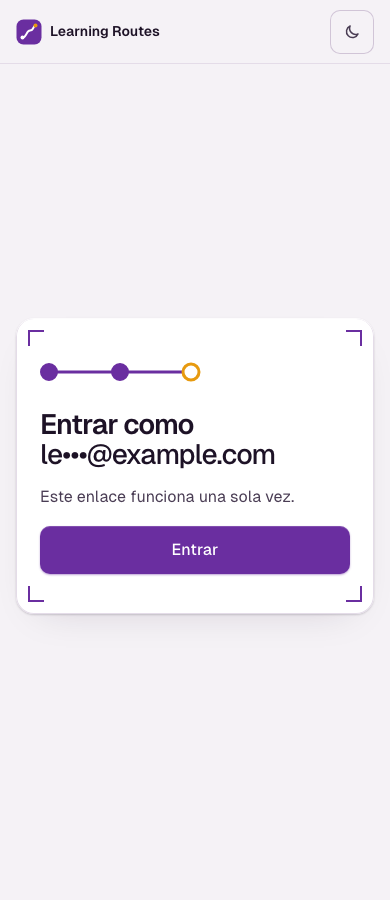 Learning Routes
Entrar como
le•••@example.com
Este enlace funciona una sola vez.
Entrar